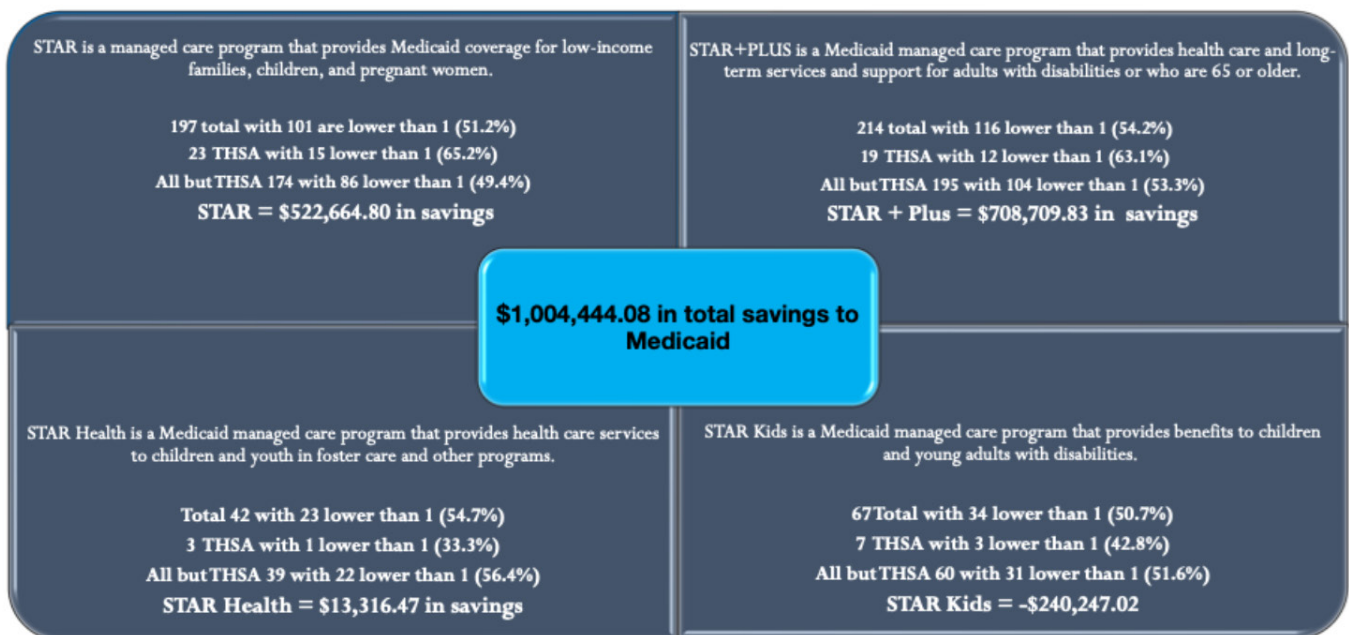 STAR is a managed care program that provides Medicaid coverage for low-income
families, children, and pregnant women.
197 total with 101 are lower than 1 (51.2%)
23 THSA with 15 lower than 1 (65.2%)
All but THSA 174 with 86 lower than 1 (49.4%)
STAR = $522,664.80 in savings
STAR+PLUS is a Medicaid managed care program that provides health care and long-
term services and support for adults with disabilities or who are 65 or older.
214 total with 116 lower than 1 (54.2%)
19 THSA with 12 lower than 1 (63.1%)
All but THSA 195 with 104 lower than 1 (53.3%)
STAR + Plus = $708,709.83 in savings
$1,004,444.08 in total savings to
Medicaid
STAR Health is a Medicaid managed care program that provides health care services
to children and youth in foster care and other programs.
Total 42 with 23 lower than 1 (54.7%)
3 THSA with 1 lower than 1 (33.3%)
All but THSA 39 with 22 lower than 1 (56.4%)
STAR Health = $13,316.47 in savings
STAR Kids is a Medicaid managed care program that provides benefits to children
and young adults with disabilities.
67 Total with 34 lower than 1 (50.7%)
7 THSA with 3 lower than 1 (42.8%)
All but THSA 60 with 31 lower than 1 (51.6%)
STAR Kids = -$240,247.02